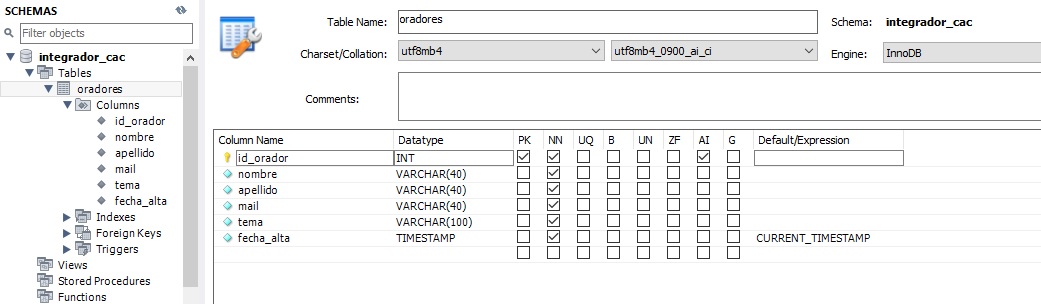 SCHEMAS
Filter objects
integrador_cac
Tables
oradores
Columns
id_orador
nombre
apellido
mail
tema
fecha_alta
Indexes
Foreign Keys
Triggers
Views
Stored Procedures
Functions
Table Name: oradores Schema: integrador_cac
Charset/Collation: utf8mb4 utf8mb4_0900_ai_ci Engine: InnoDB
Comments:
Column Name Datatype PK NN UQ B UN ZF AI G Default/Expression
id_orador INT
nombre VARCHAR(40)
apellido VARCHAR(40)
mail VARCHAR(40)
tema VARCHAR(100)
fecha_alta TIMESTAMP CURRENT_TIMESTAMP